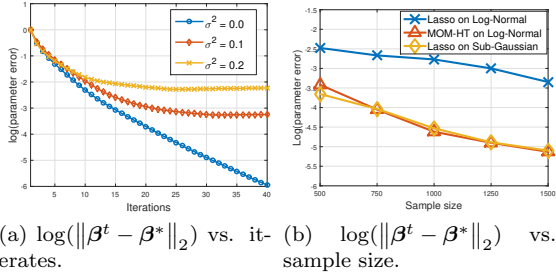 1
0
-1
-2
-3
-4
-5
-6
5
10
15
20
25
30
35
40
log(parameter error)
Iterations
σ² = 0.0
σ² = 0.1
σ² = 0.2
-1.5
-2
-2.5
-3
-3.5
-4
-4.5
-5
-5.5
-6
500
750
1000
1250
1500
Log(parameter error)
Sample size
Lasso on Log-Normal
MOM-HT on Log-Normal
Lasso on Sub-Gaussian
(a) log(‖β^t − β*‖₂) vs. it-
erates.
(b) log(‖β^t − β*‖₂) vs.
sample size.